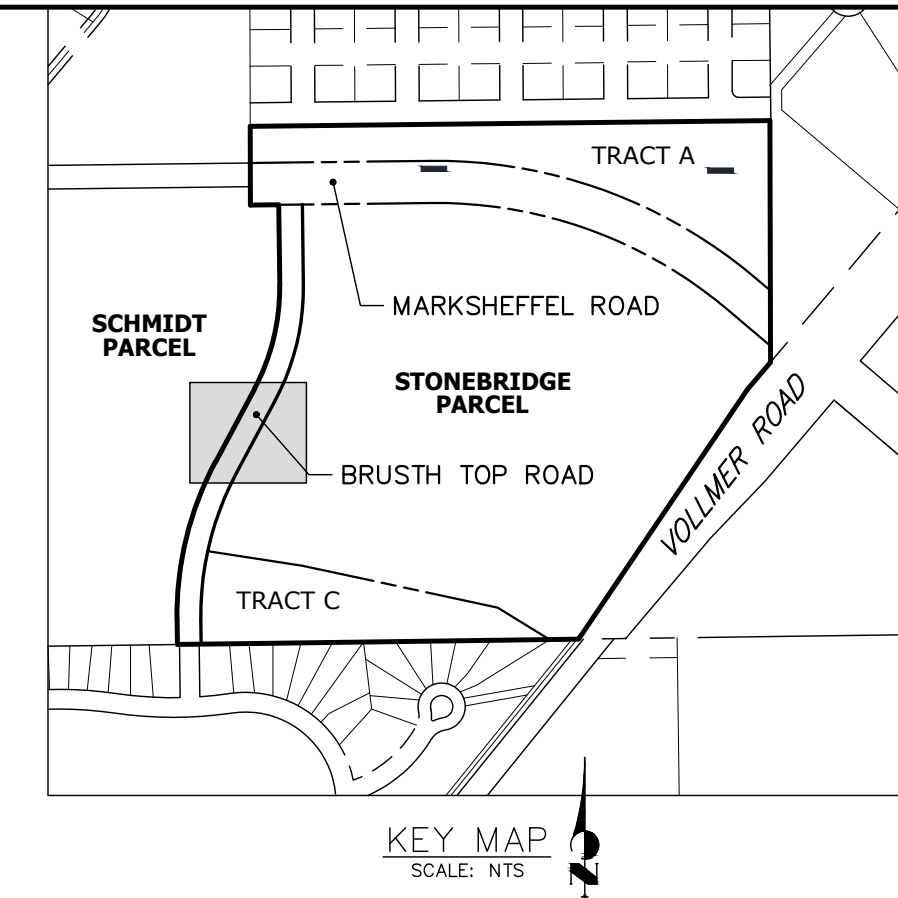 TRACT A
MARKSHEFFEL ROAD
SCHMIDT
PARCEL
STONEBRIDGE
PARCEL
VOLLMER ROAD
BRUSTH TOP ROAD
TRACT C
KEY MAP
SCALE: NTS
N